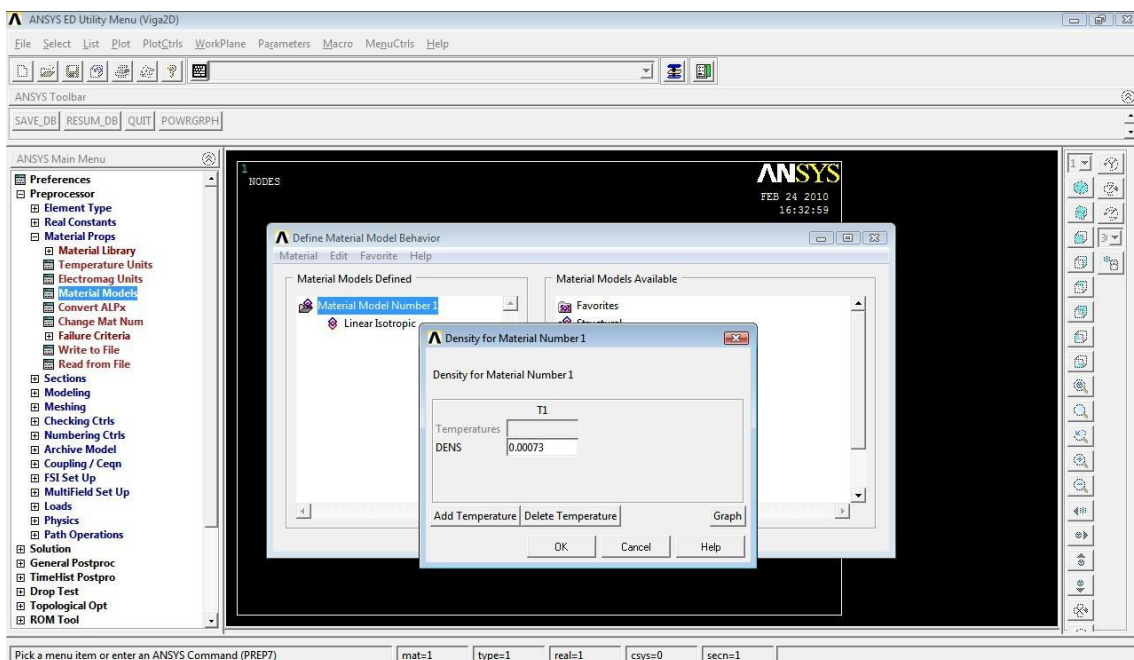 ANSYS ED Utility Menu (Viga2D)
File Select List Plot PlotCtrls WorkPlane Parameters Macro MenuCtrls Help
ANSYS Toolbar
SAVE_DB RESUM_DB QUIT POWRGRPH
ANSYS Main Menu
Preferences
Preprocessor
Element Type
Real Constants
Material Props
Material Library
Temperature Units
Electromag Units
Material Models
Convert ALPx
Change Mat Num
Failure Criteria
Write to File
Read from File
Sections
Modeling
Meshing
Checking Ctrls
Numbering Ctrls
Archive Model
Coupling / Ceqn
FSI Set Up
MultiField Set Up
Loads
Physics
Path Operations
Solution
General Postproc
TimeHist Postpro
Drop Test
Topological Opt
ROM Tool
1
NODES
ANSYS
FEB 24 2010
16:32:59
Define Material Model Behavior
Material Edit Favorite Help
Material Models Defined
Material Model Number 1
Linear Isotropic
Material Models Available
Favorites
Structural
Density for Material Number 1
Density for Material Number 1
T1
Temperatures
DENS 0.00073
Add Temperature Delete Temperature Graph
OK Cancel Help
1
3
Pick a menu item or enter an ANSYS Command (PREP7) mat=1 type=1 real=1 csys=0 secn=1